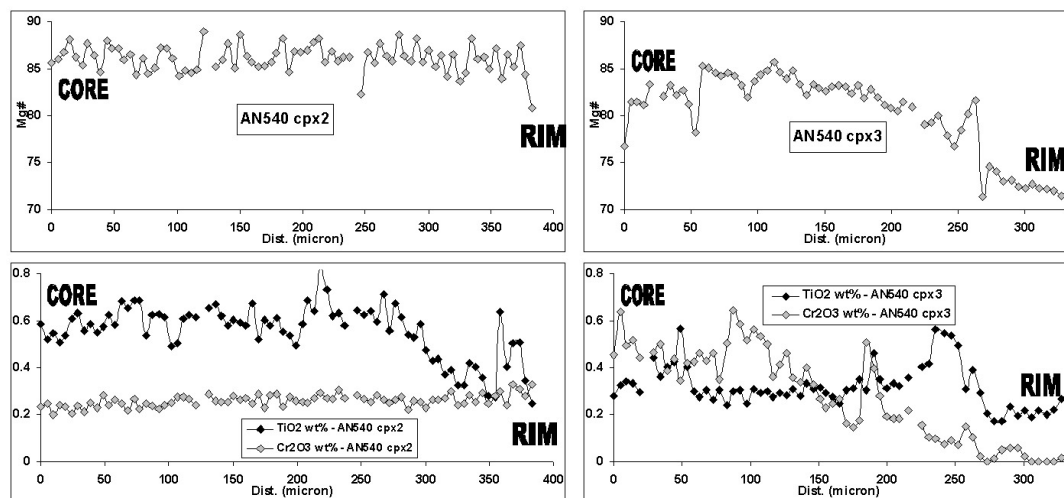 90
85
80
75
70
Mg#
CORE
AN540 cpx2
RIM
0 50 100 150 200 250 300 350 400
Dist. (micron)
90
85
80
75
70
Mg#
CORE
AN540 cpx3
RIM
0 50 100 150 200 250 300
Dist. (micron)
0.8
0.6
0.4
0.2
0
CORE
TiO2 wt% - AN540 cpx2
Cr2O3 wt% - AN540 cpx2
RIM
0 50 100 150 200 250 300 350 400
Dist. (micron)
0.8
0.6
0.4
0.2
0
CORE
TiO2 wt% - AN540 cpx3
Cr2O3 wt% - AN540 cpx3
RIM
0 50 100 150 200 250 300
Dist. (micron)